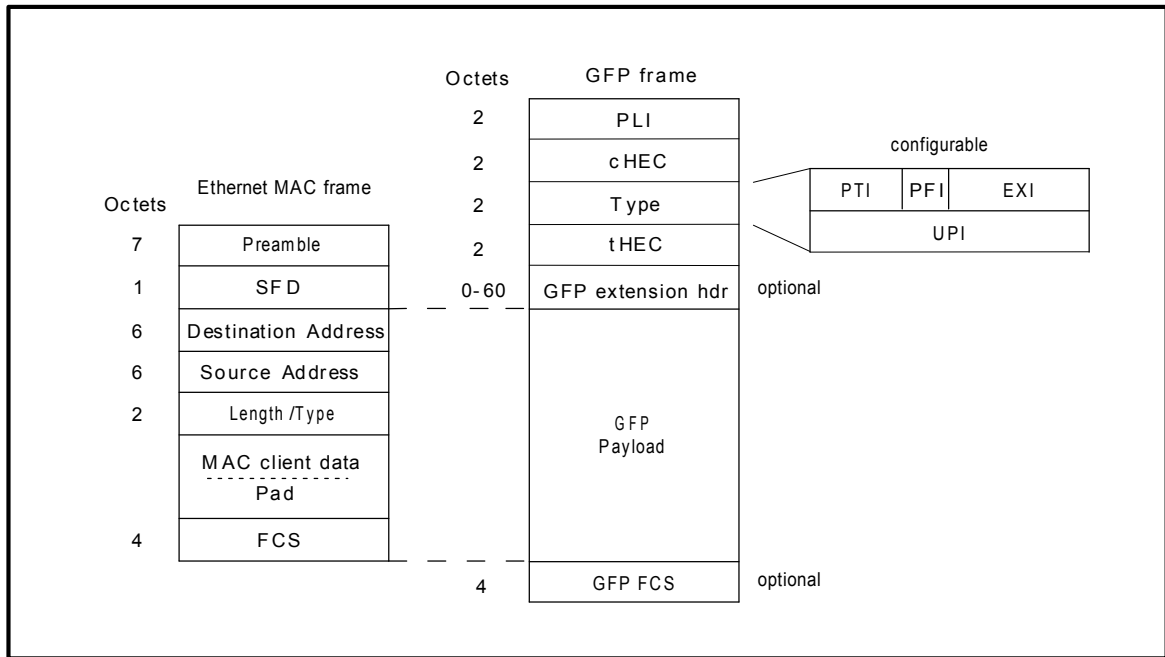 Octets
GFP frame
2
PLI
2
cHEC
2
Type
2
tHEC
0-60
GFP extension hdr
optional
GFP
Payload
4
GFP FCS
optional
configurable
PTI
PFI
EXI
UPI
Ethernet MAC frame
Octets
7
Preamble
1
SFD
6
Destination Address
6
Source Address
2
Length /Type
MAC client data
Pad
4
FCS